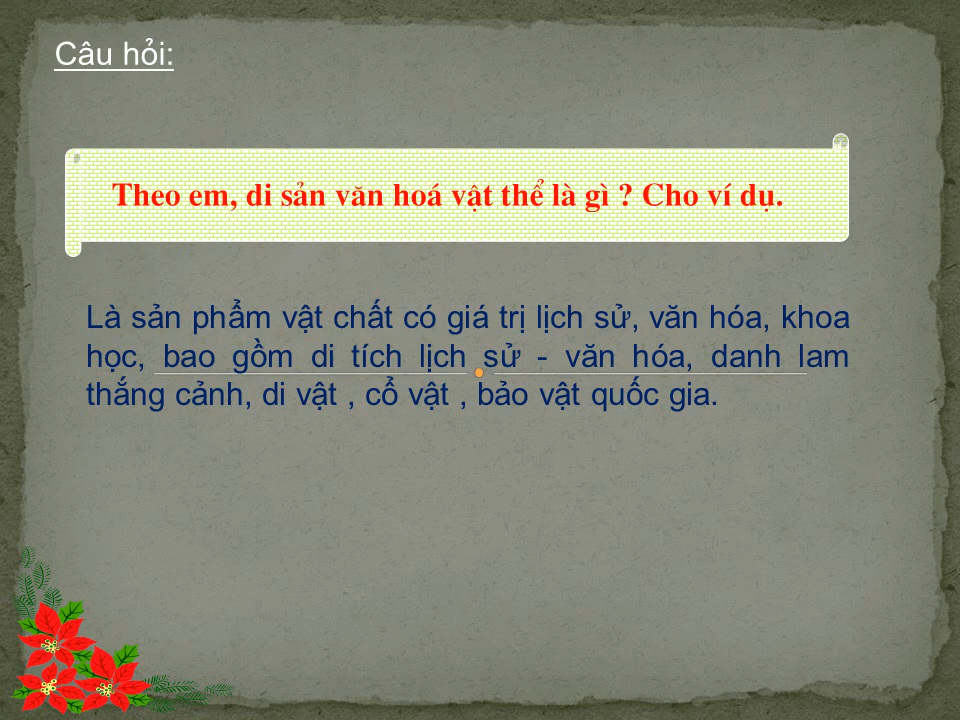 Câu hỏi:
Theo em, di sản văn hoá vật thể là gì ? Cho ví dụ.
Là sản phẩm vật chất có giá trị lịch sử, văn hóa, khoa
học, bao gồm di tích lịch sử - văn hóa, danh lam
thắng cảnh, di vật , cổ vật , bảo vật quốc gia.